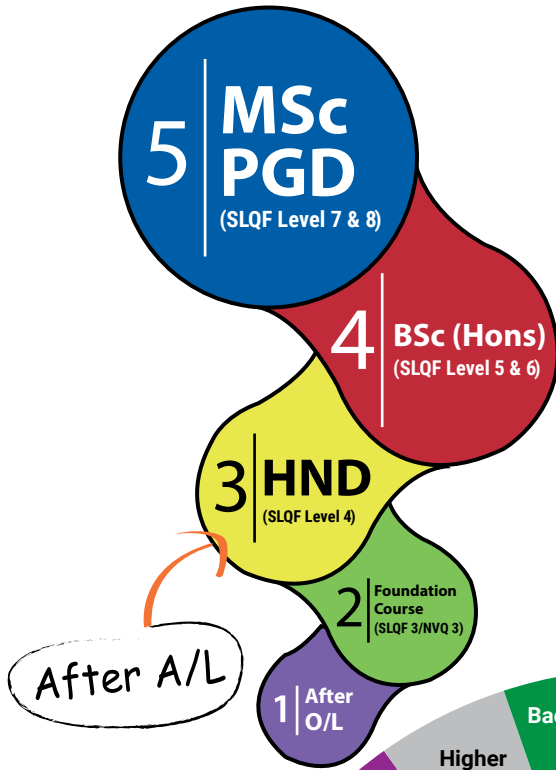 5
MSc
PGD
(SLQF Level 7 & 8)
4
BSc (Hons)
(SLQF Level 5 & 6)
3
HND
(SLQF Level 4)
2
Foundation
Course
(SLQF 3/NVQ 3)
After A/L
1
After
O/L
Higher